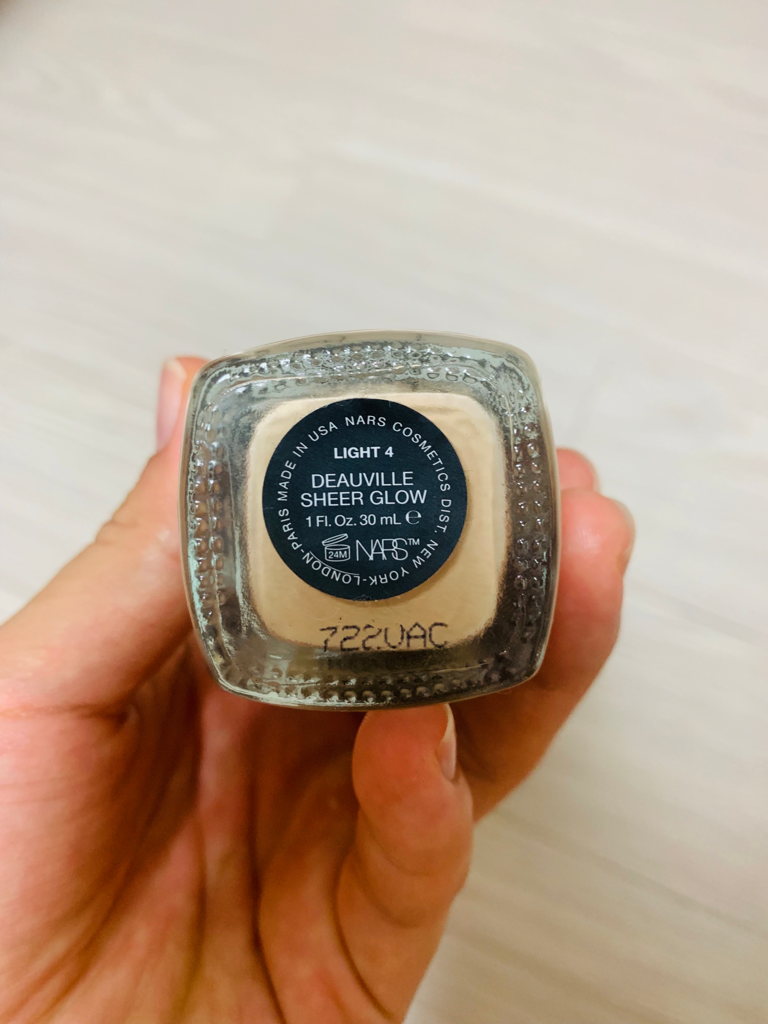 MADE IN USA NARS COSMETICS DIST. NEW YORK-LONDON-PARIS
LIGHT 4
DEAUVILLE
SHEER GLOW
1 Fl. Oz. 30 mL ℮
24M NARS™
722UAC